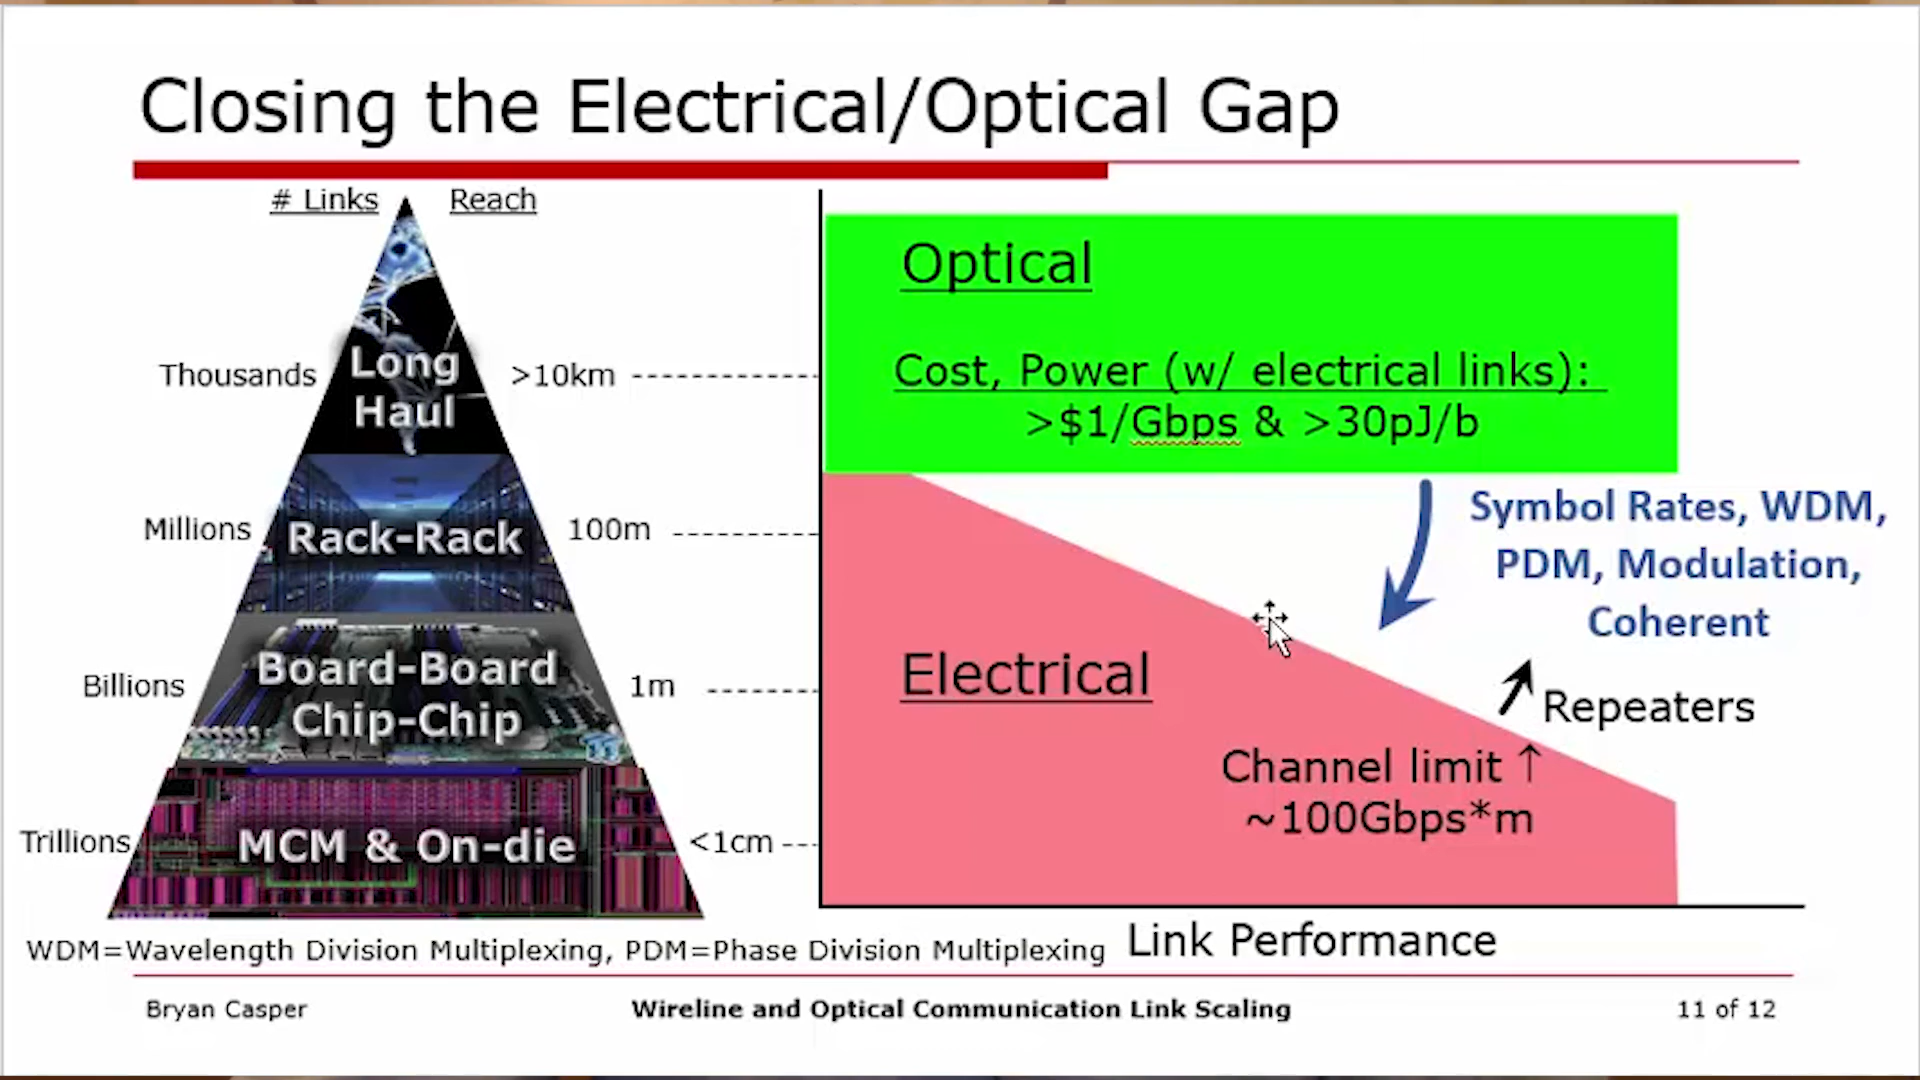 Closing the Electrical/Optical Gap
# Links Reach
Thousands
Long
Haul
>10km
Millions
Rack-Rack
100m
Billions
Board-Board
Chip-Chip
1m
Trillions
MCM & On-die
<1cm
Optical
Cost, Power (w/ electrical links):
>$1/Gbps & >30pJ/b
Symbol Rates, WDM,
PDM, Modulation,
Coherent
Electrical
Repeaters
Channel limit ↑
~100Gbps*m
Link Performance
WDM=Wavelength Division Multiplexing, PDM=Phase Division Multiplexing
Bryan Casper
Wireline and Optical Communication Link Scaling
11 of 12